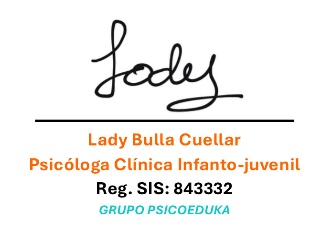 Lady
Lady Bulla Cuellar
Psicóloga Clínica Infanto-juvenil
Reg. SIS: 843332
GRUPO PSICOEDUKA